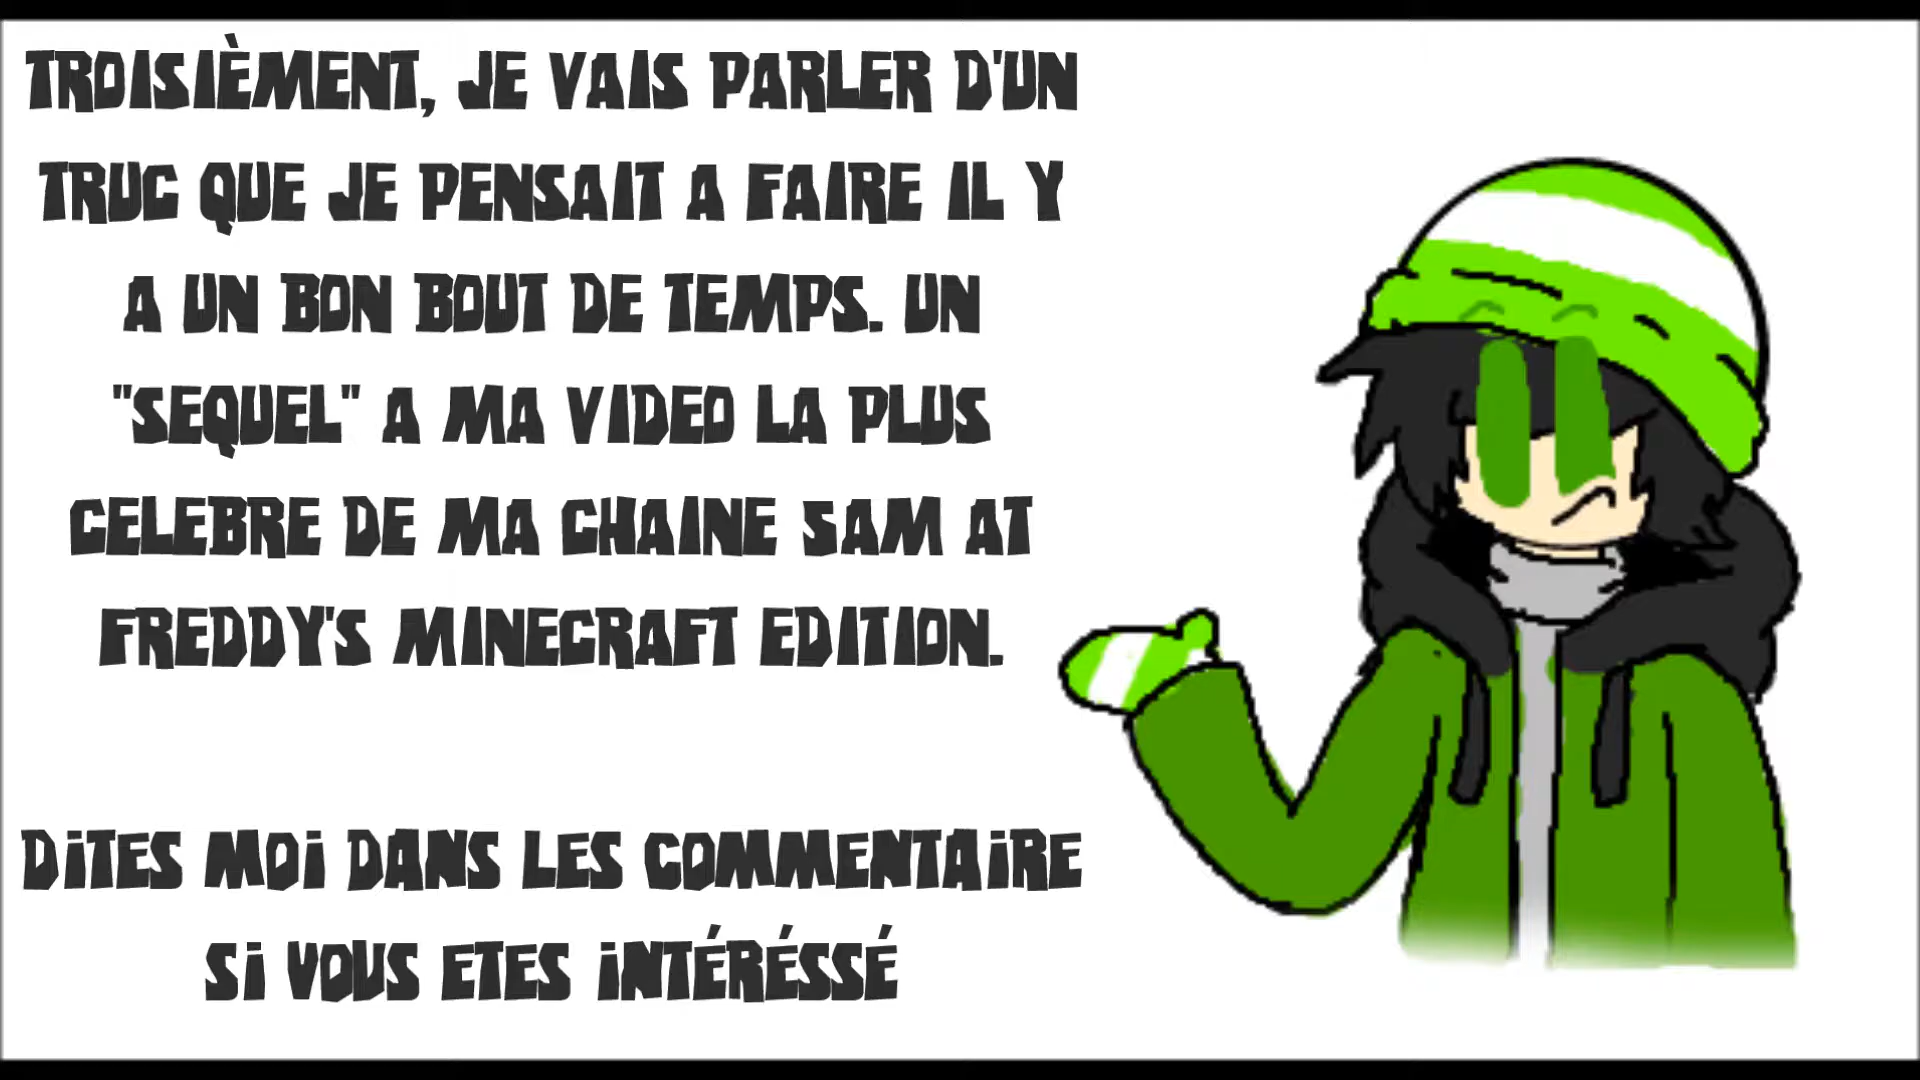 TROISIÈMENT, JE VAIS PARLER D'UN
TRUC QUE JE PENSAIT A FAIRE IL Y
A UN BON BOUT DE TEMPS. UN
"SEQUEL" A MA VIDEO LA PLUS
CELEBRE DE MA CHAINE SAM AT
FREDDY'S MINECRAFT EDITION.
DiTES MOi DANS LES COMMENTAiRE
Si VOUS ETES iNTÉRÉSSÉ